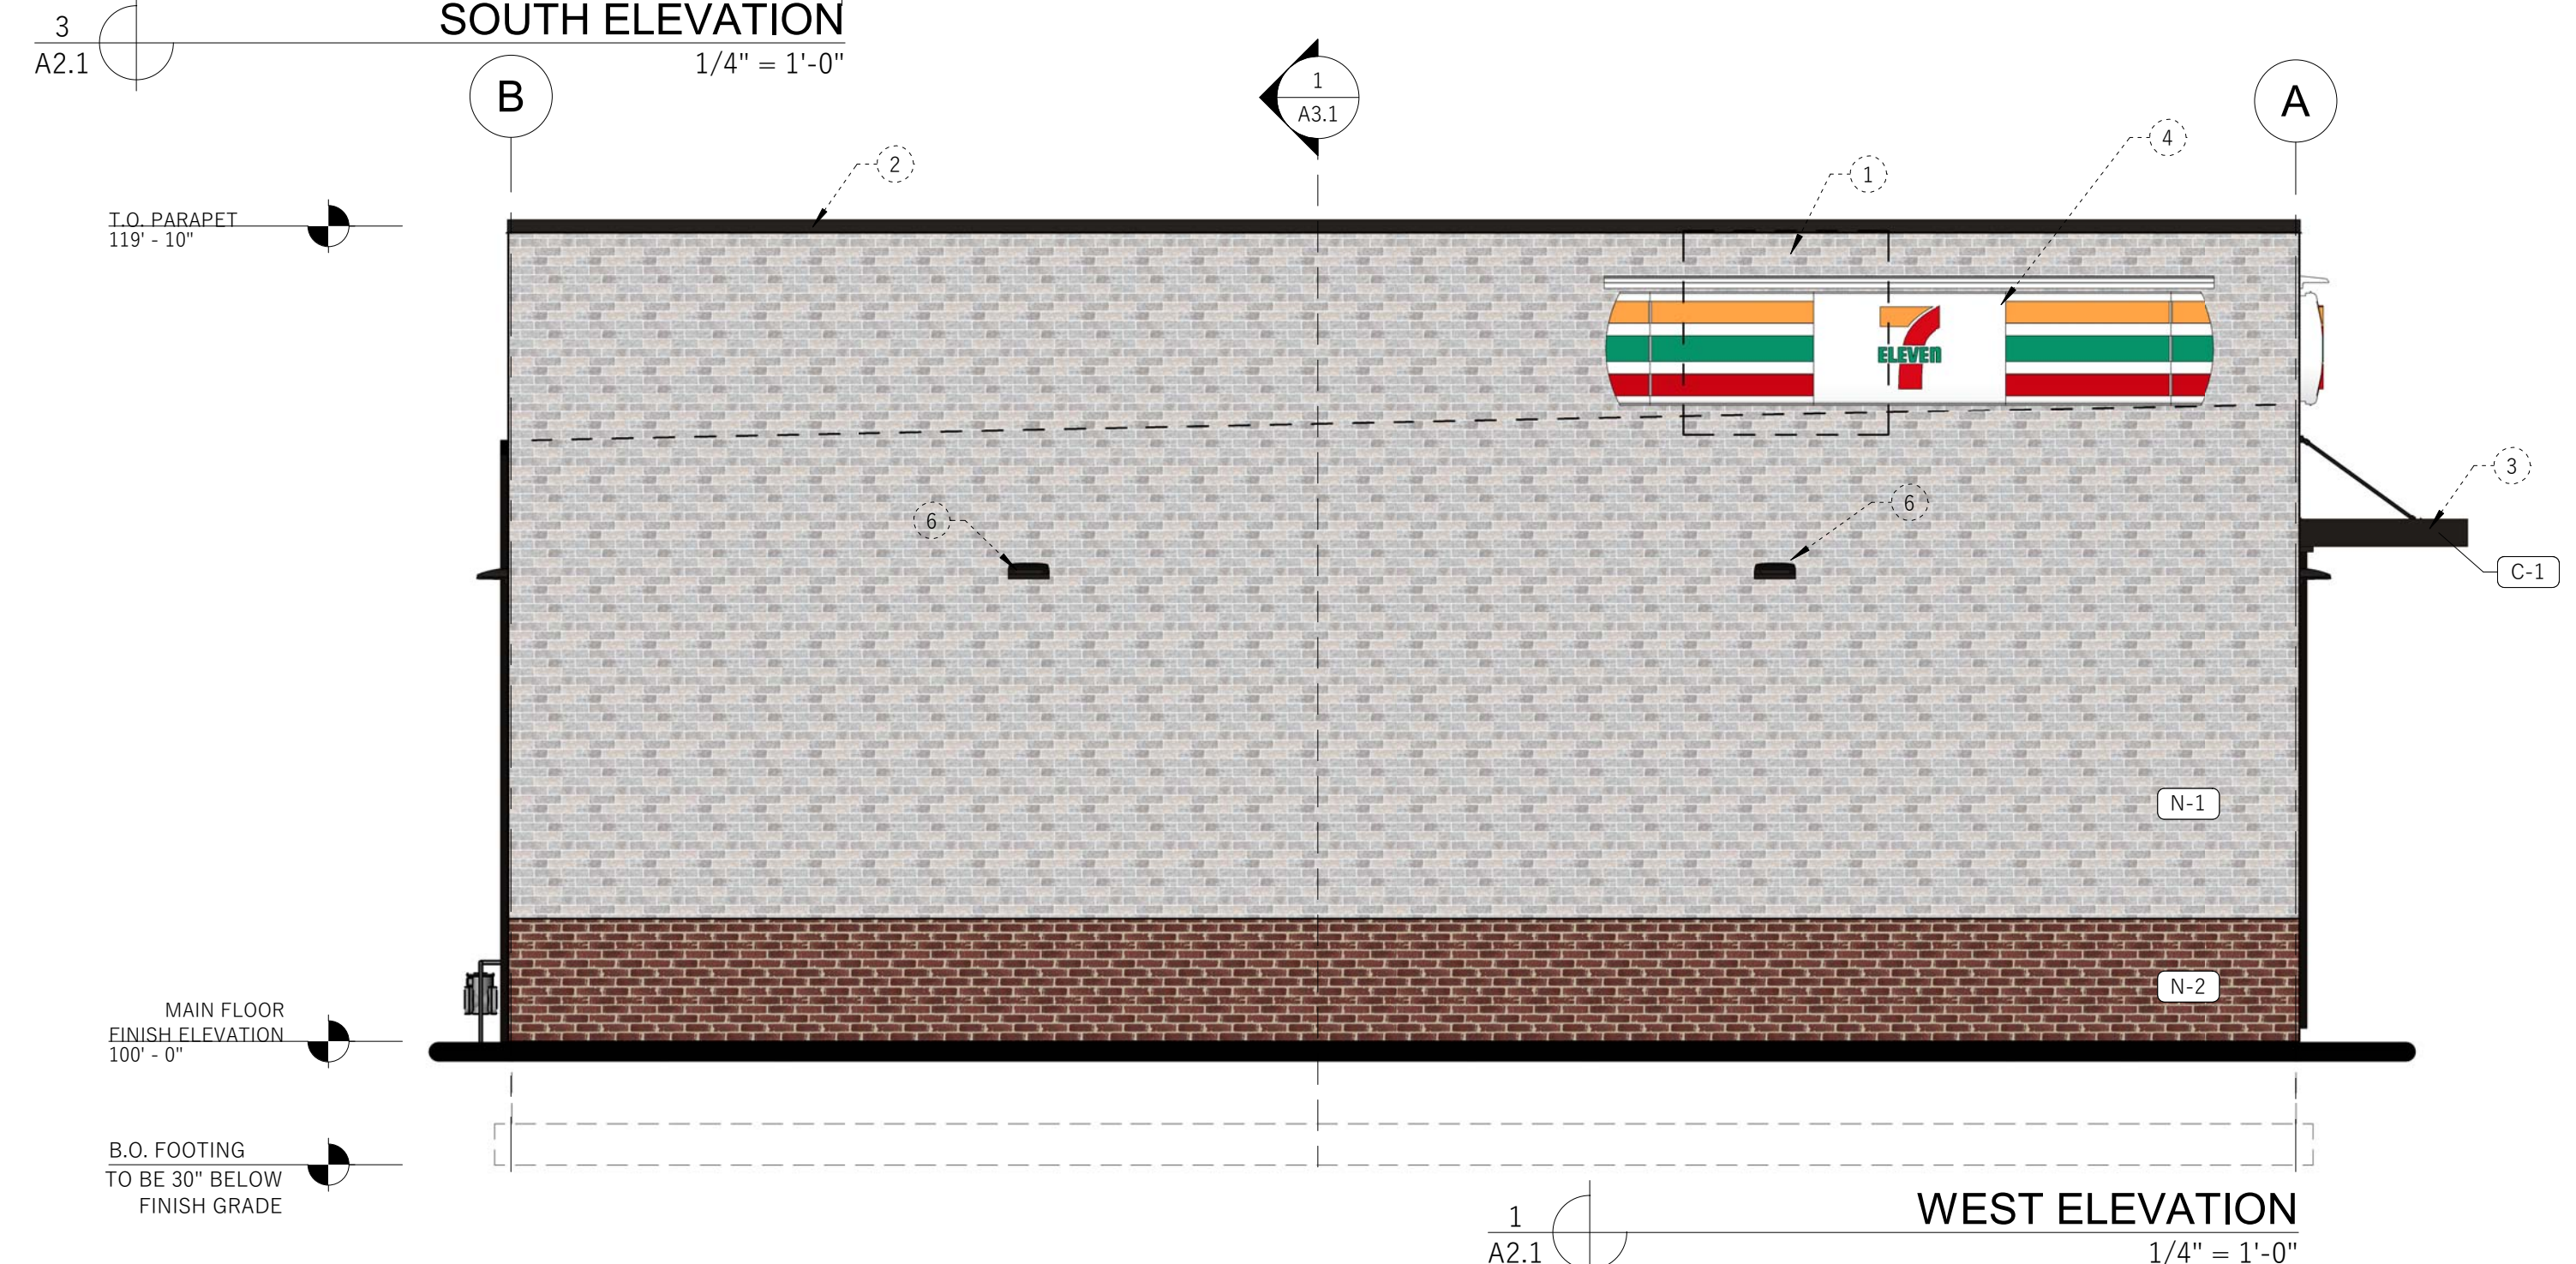 SOUTH ELEVATION
3
A2.1
1/4" = 1'-0"
B
1
A3.1
A
2
1
4
T.O. PARAPET
119' - 10"
7
ELEVEN
3
6
6
C-1
N-1
N-2
MAIN FLOOR
FINISH ELEVATION
100' - 0"
B.O. FOOTING
TO BE 30" BELOW
FINISH GRADE
WEST ELEVATION
1
A2.1
1/4" = 1'-0"